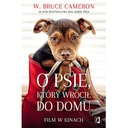 W. BRUCE CAMERON
O PSIE,
KTÓRY WRÓCIŁ
DO DOMU
FILM W KINACH